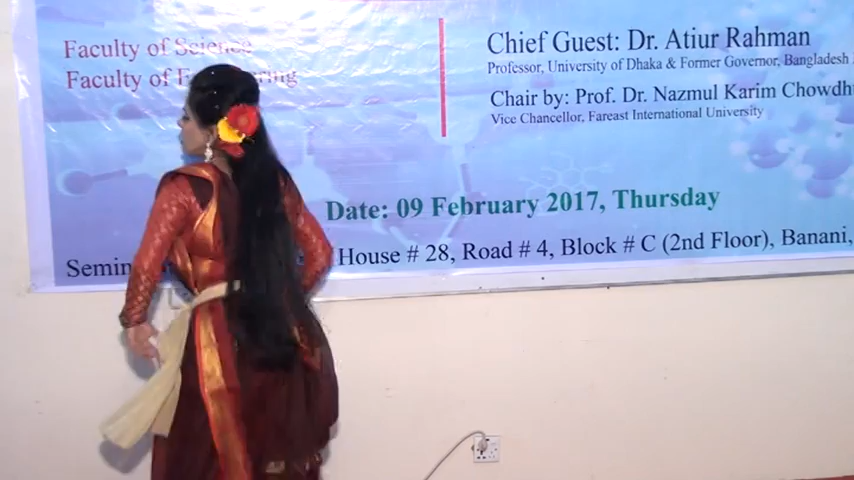 Faculty of Science
Faculty of
Chief Guest: Dr. Atiur Rahman
Professor, University of Dhaka & Former Governor, Bangladesh
Chair by: Prof. Dr. Nazmul Karim
Vice Chancellor, Fareast International University
Date: 09 February 2017, Thursday
House # 28, Road # 4, Block # C (2nd Floor), Banani,